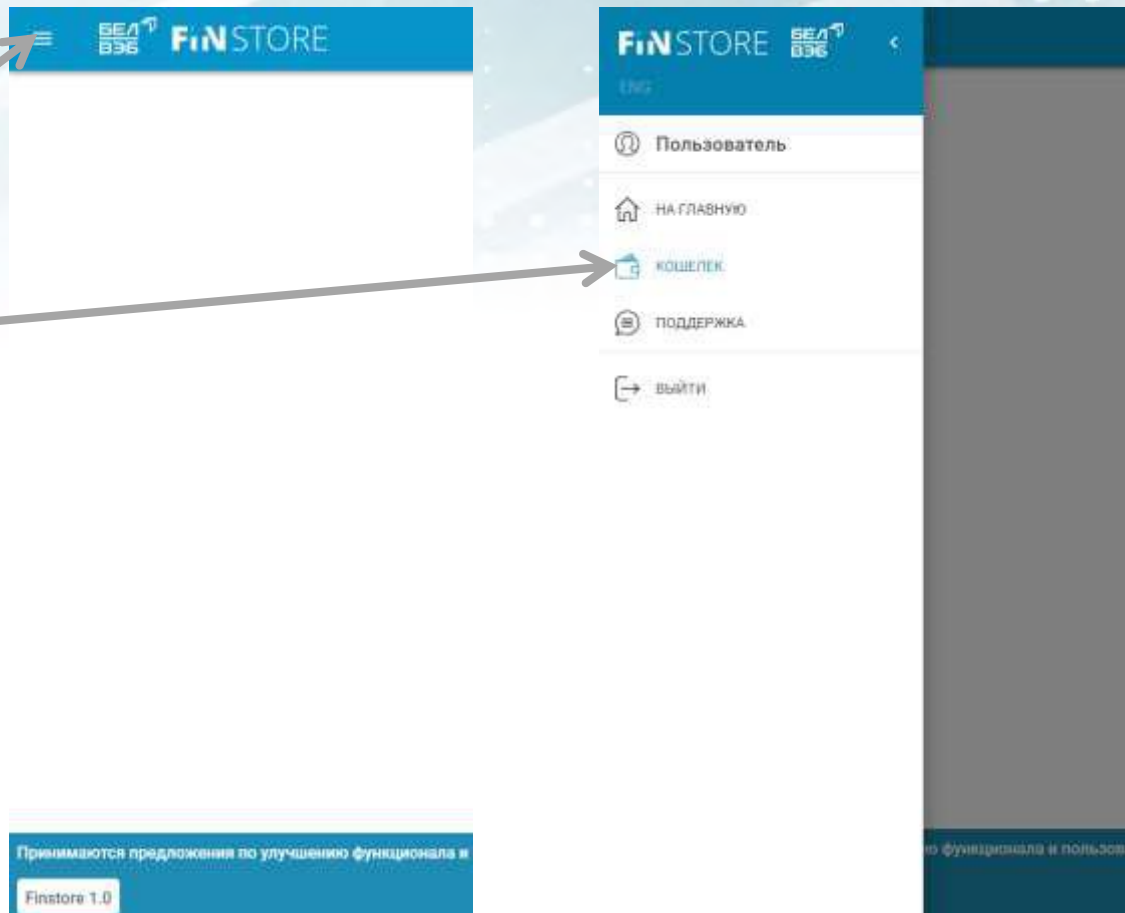 БЕЛ
ВЭБ
FINSTORE
Принимаются предложения по улучшению функционала и
Finstore 1.0
FINSTORE
БЕЛ
ВЭБ
ENG
Пользователь
НА ГЛАВНУЮ
КОШЕЛЕК
ПОДДЕРЖКА
ВЫЙТИ
ю функционала и пользов